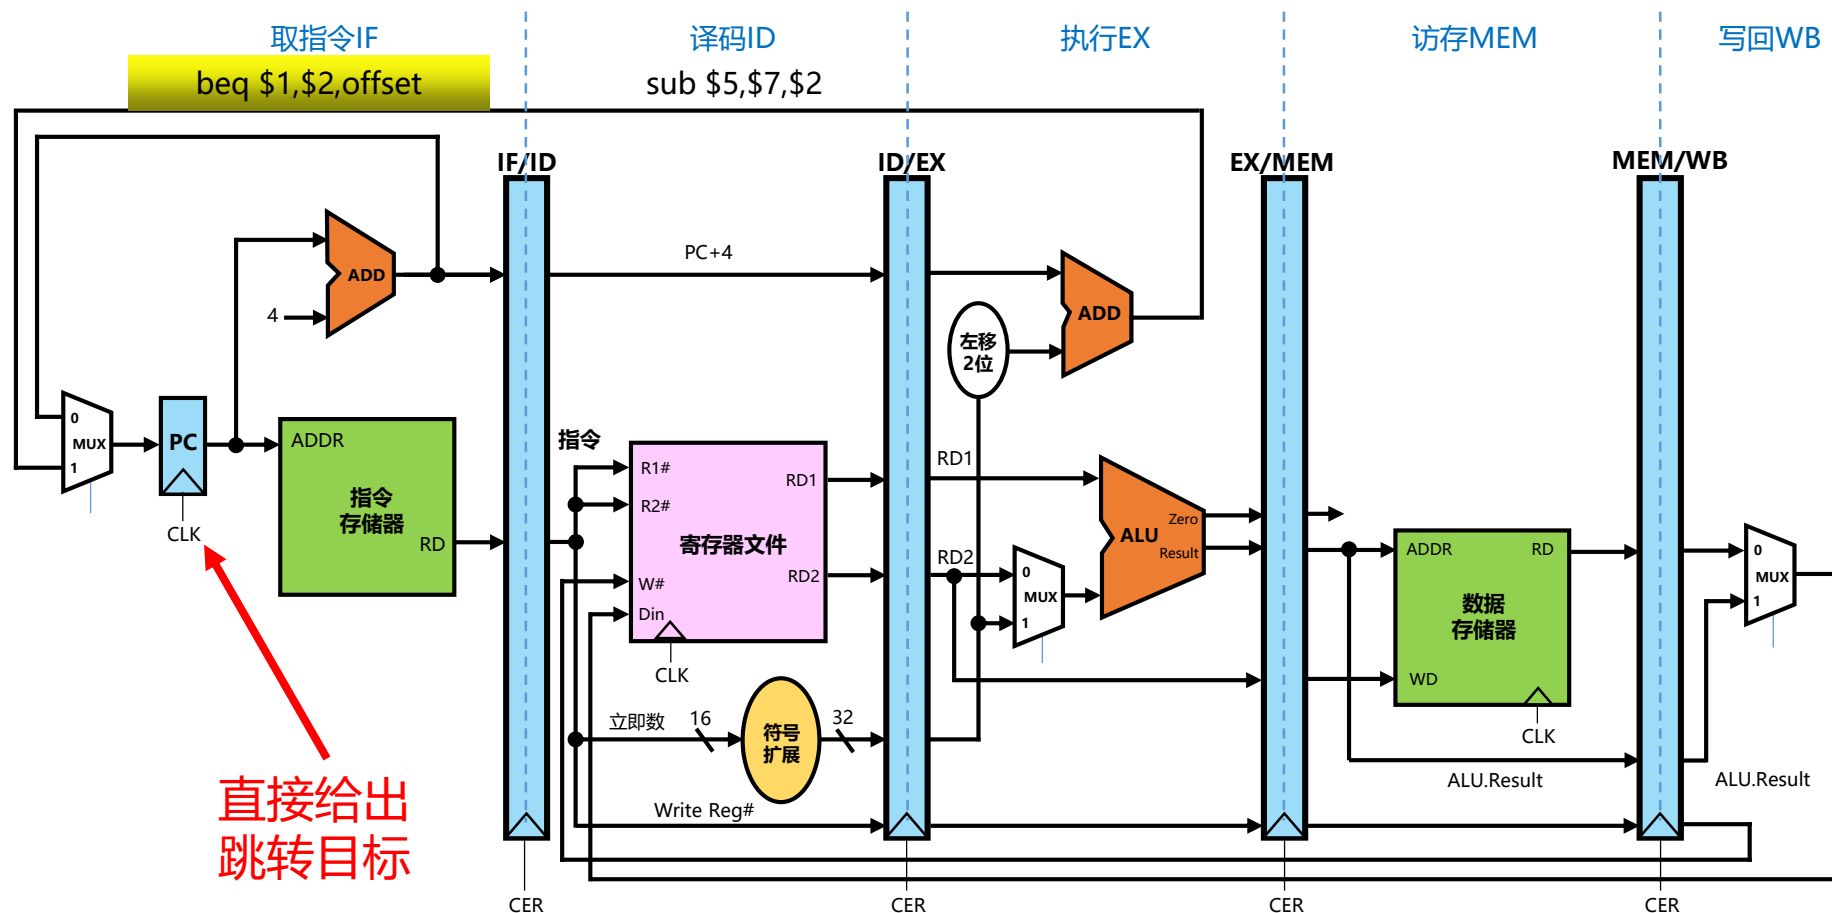 取指令IF
译码ID
执行EX
访存MEM
写回WB
beq $1,$2,offset
sub $5,$7,$2
IF/ID
ID/EX
EX/MEM
MEM/WB
ADD
4
PC+4
ADD
左移
2位
0
MUX
1
PC
CLK
ADDR
指令
存储器
RD
指令
R1#
R2#
W#
Din
RD1
RD2
寄存器文件
CLK
立即数
16
符号
扩展
32
Write Reg#
RD1
RD2
0
MUX
1
ALU
Zero
Result
ADDR
RD
数据
存储器
WD
CLK
ALU.Result
0
MUX
1
ALU.Result
直接给出
跳转目标
CER
CER
CER
CER